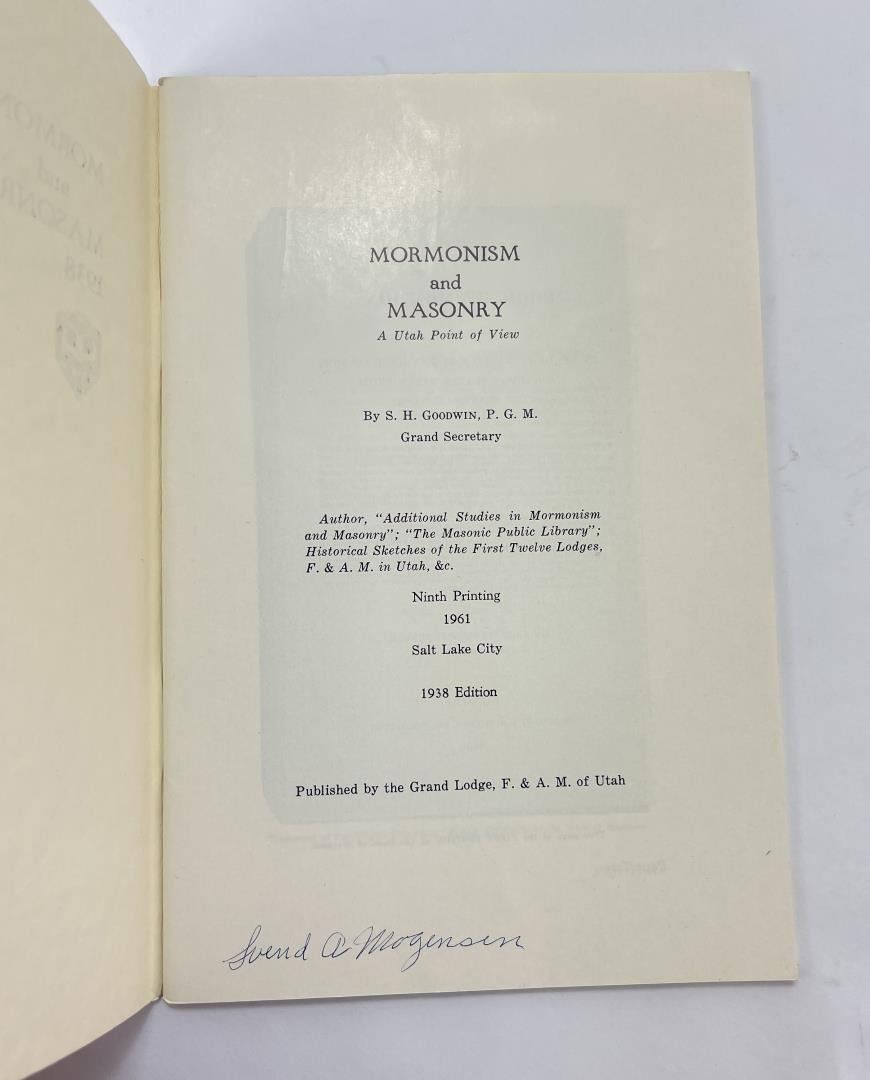 MORMONISM
and
MASONRY
A Utah Point of View
By S. H. GOODWIN, P. G. M.
Grand Secretary
Author, "Additional Studies in Mormonism
and Masonry"; "The Masonic Public Library";
Historical Sketches of the First Twelve Lodges,
F. & A. M. in Utah, &c.
Ninth Printing
1961
Salt Lake City
1938 Edition
Published by the Grand Lodge, F. & A. M. of Utah
Svend A Mogensen